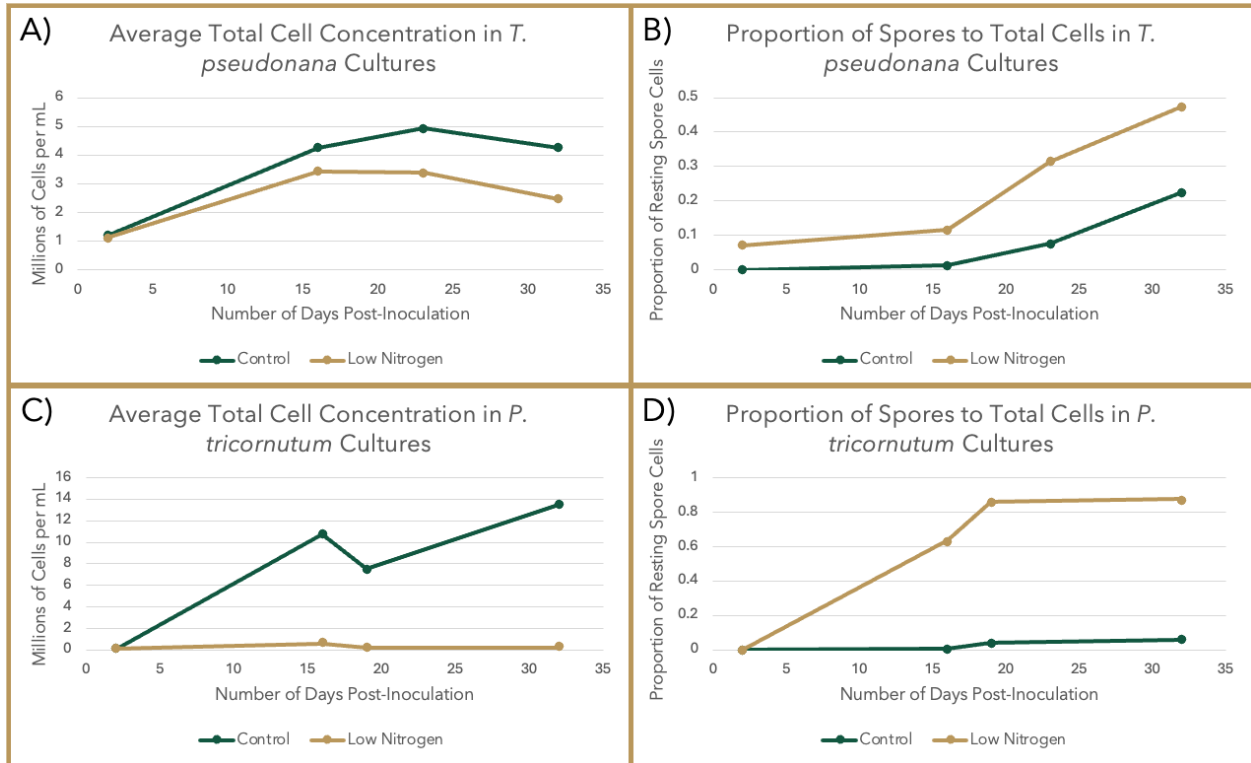 A)
Average Total Cell Concentration in T.
pseudonana Cultures
Millions of Cells per mL
6
5
4
3
2
1
0
0 5 10 15 20 25 30 35
Number of Days Post-Inoculation
Control Low Nitrogen
B)
Proportion of Spores to Total Cells in T.
pseudonana Cultures
Proportion of Resting Spore Cells
0.5
0.4
0.3
0.2
0.1
0
0 5 10 15 20 25 30 35
Number of Days Post-Inoculation
Control Low Nitrogen
C)
Average Total Cell Concentration in P.
tricornutum Cultures
Millions of Cells per mL
16
14
12
10
8
6
4
2
0
0 5 10 15 20 25 30 35
Number of Days Post-Inoculation
Control Low Nitrogen
D)
Proportion of Spores to Total Cells in P.
tricornutum Cultures
Proportion of Resting Spore Cells
1
0.8
0.6
0.4
0.2
0
0 5 10 15 20 25 30 35
Number of Days Post-Inoculation
Control Low Nitrogen